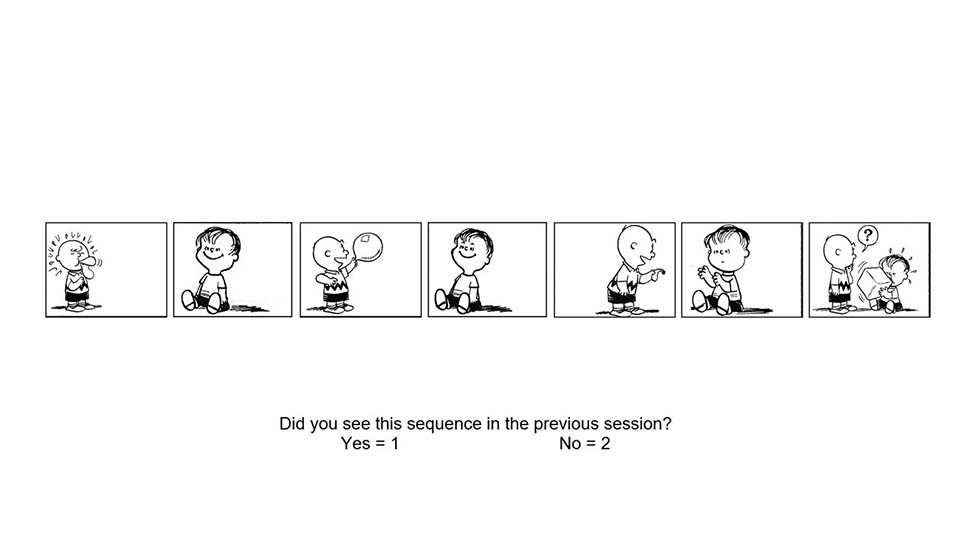 ?
Did you see this sequence in the previous session?
Yes = 1 No = 2